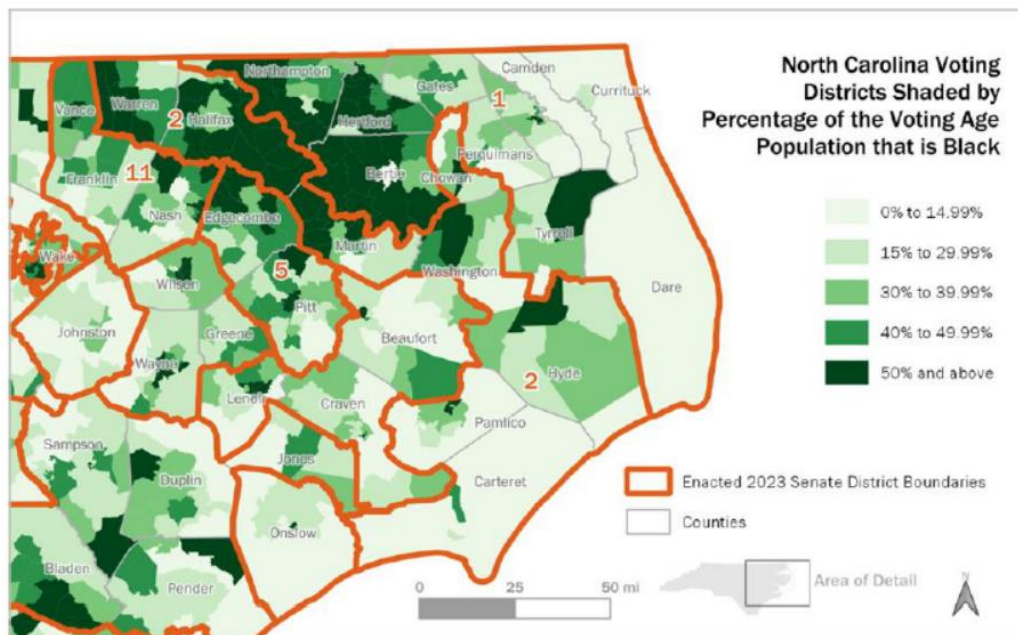 North Carolina Voting
Districts Shaded by
Percentage of the Voting Age
Population that is Black
0% to 14.99%
15% to 29.99%
30% to 39.99%
40% to 49.99%
50% and above
Northampton
Camden
Gates
Currituck
Vance
Warren
1
2
Halifax
Hertford
Perquimans
Franklin
11
Bertie
Chowan
Nash
Edgecombe
Wake
Martin
Tyrrell
5
Washington
Wilson
Dare
Pitt
Johnston
Greene
Beaufort
Wayne
2
Hyde
Lenoir
Craven
Pamlico
Sampson
Jones
Duplin
Carteret
Enacted 2023 Senate District Boundaries
Counties
Onslow
Bladen
Pender
0 25 50 mi
Area of Detail
N